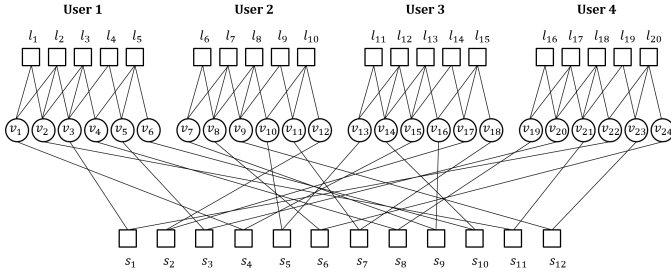 User 1 User 2 User 3 User 4
l₁ l₂ l₃ l₄ l₅ l₆ l₇ l₈ l₉ l₁₀ l₁₁ l₁₂ l₁₃ l₁₄ l₁₅ l₁₆ l₁₇ l₁₈ l₁₉ l₂₀
v₁ v₂ v₃ v₄ v₅ v₆ v₇ v₈ v₉ v₁₀ v₁₁ v₁₂ v₁₃ v₁₄ v₁₅ v₁₆ v₁₇ v₁₈ v₁₉ v₂₀ v₂₁ v₂₂ v₂₃ v₂₄
s₁ s₂ s₃ s₄ s₅ s₆ s₇ s₈ s₉ s₁₀ s₁₁ s₁₂